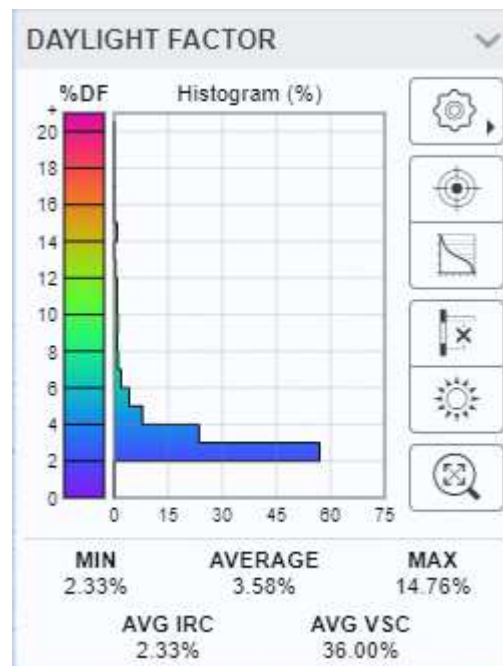 DAYLIGHT FACTOR
%DF Histogram (%)
+
20
18
16
14
12
10
8
6
4
2
0
0 15 30 45 60 75
MIN AVERAGE MAX
2.33% 3.58% 14.76%
AVG IRC AVG VSC
2.33% 36.00%